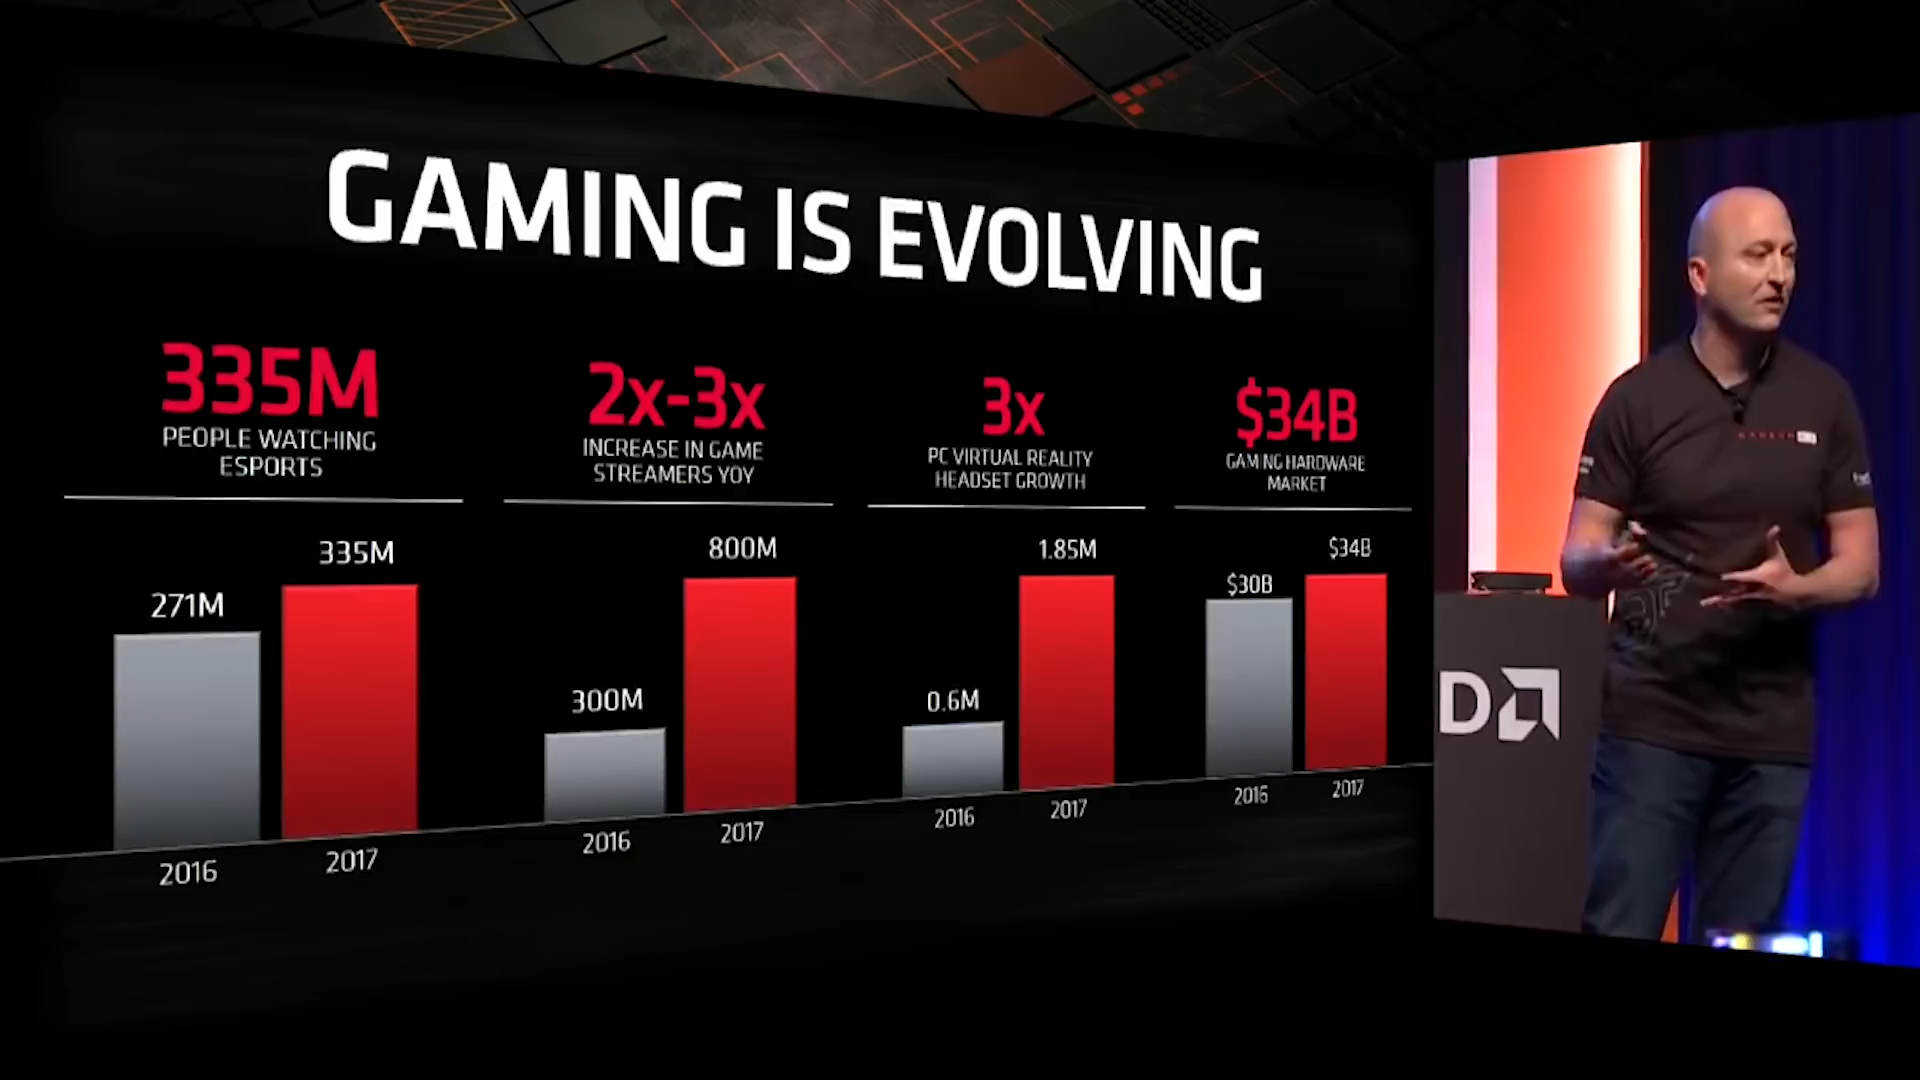 GAMING IS EVOLVING
335M
PEOPLE WATCHING
ESPORTS
2x-3x
INCREASE IN GAME
STREAMERS YOY
3x
PC VIRTUAL REALITY
HEADSET GROWTH
$34B
GAMING HARDWARE
MARKET
271M
335M
2016
2017
300M
800M
2016
2017
0.6M
1.85M
2016
2017
$30B
$34B
2016
2017
D